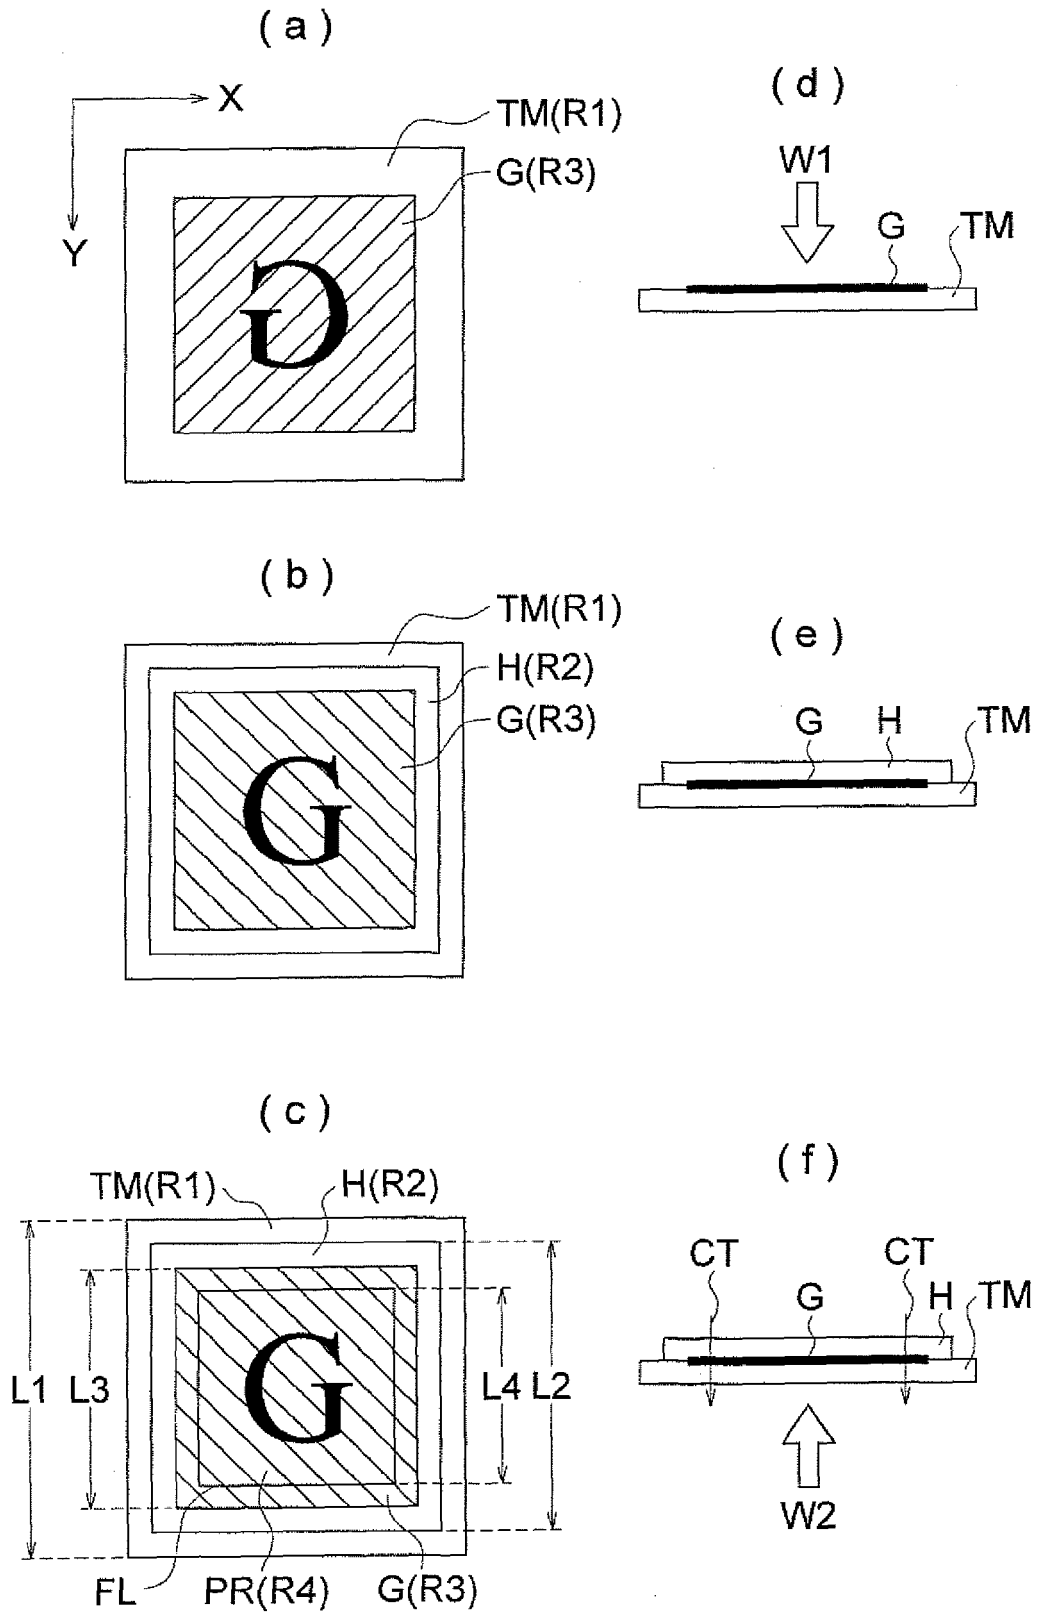 ( a )
X
Y
TM(R1)
G(R3)
G
( d )
W1
G
TM
( b )
TM(R1)
H(R2)
G(R3)
G
( e )
G
H
TM
( c )
TM(R1)
H(R2)
L1
L3
G
L4
L2
FL
PR(R4)
G(R3)
( f )
CT
CT
G
H
TM
W2